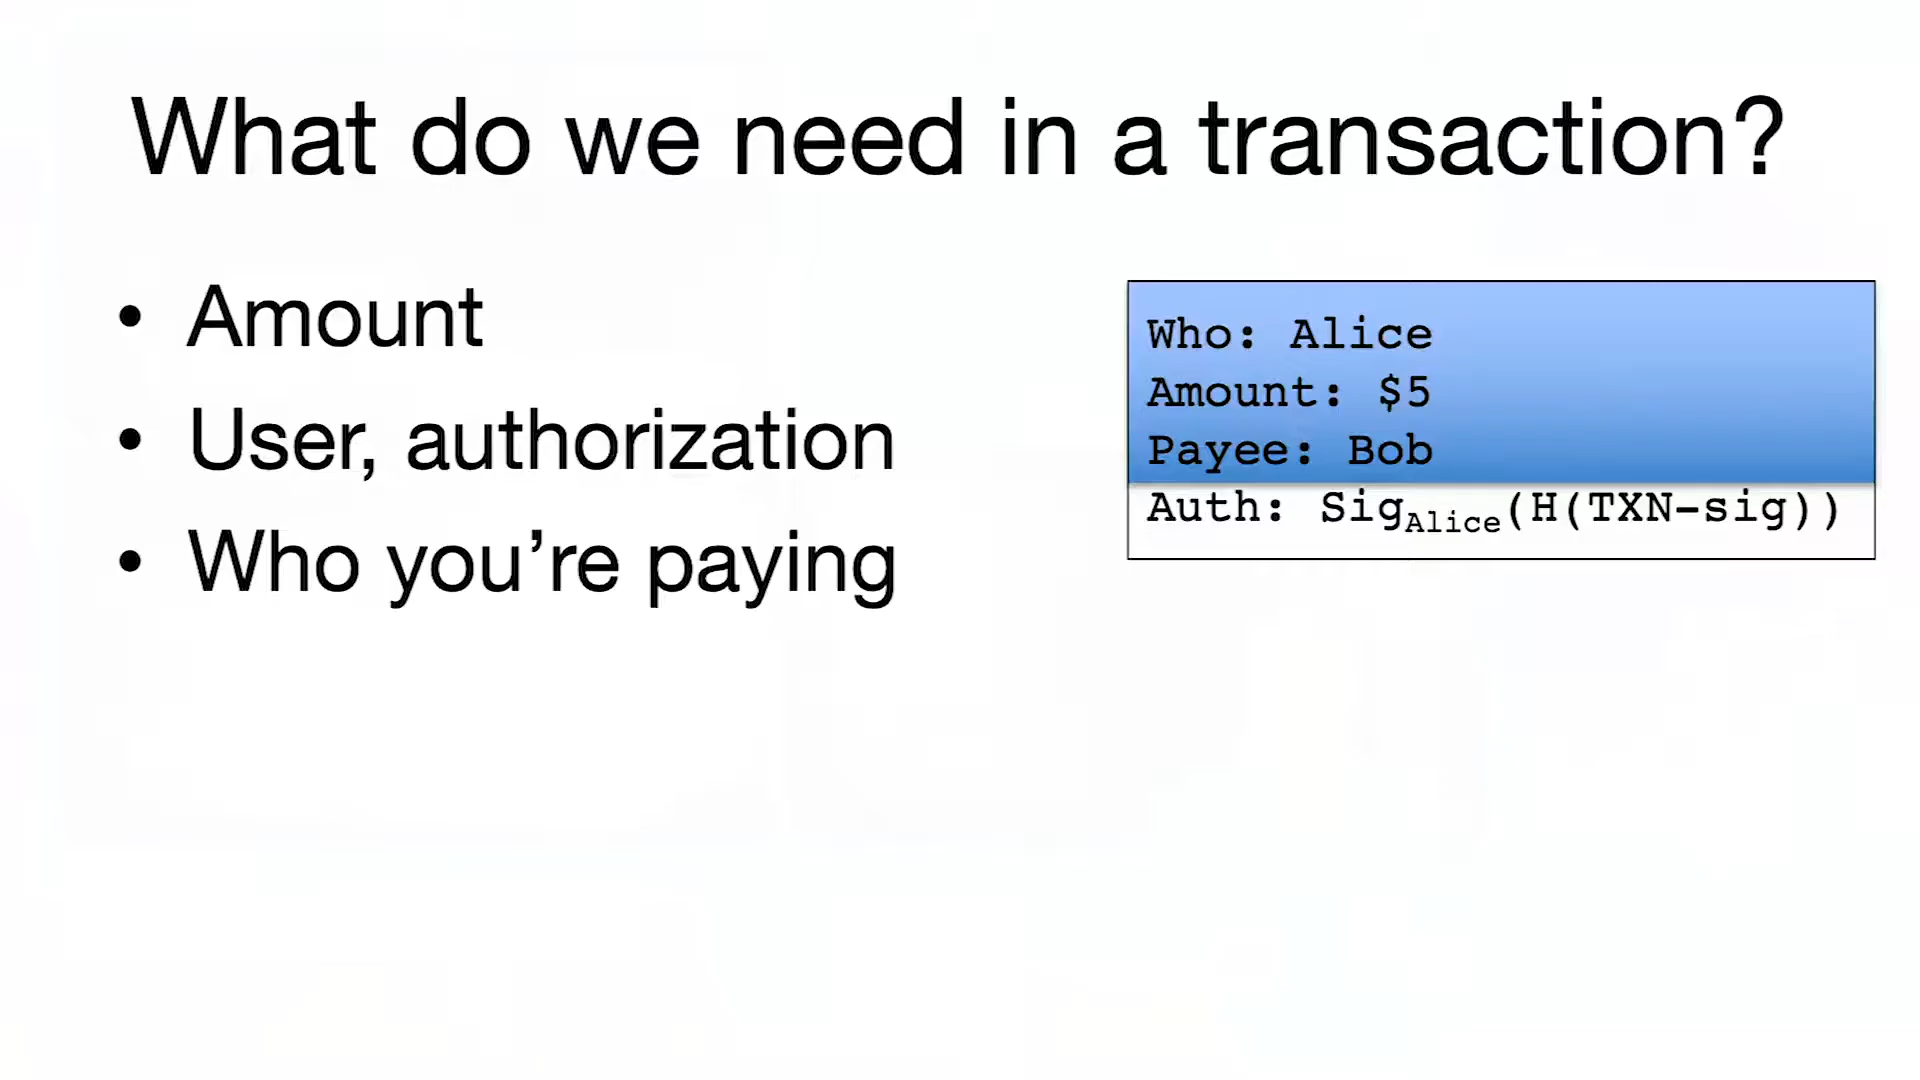 What do we need in a transaction?
• Amount
• User, authorization
• Who you’re paying
Who: Alice
Amount: $5
Payee: Bob
Auth: SigAlice(H(TXN-sig))